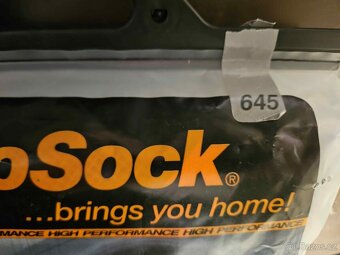 645
oSock®
...brings you home!
MANCE HIGH PERFORMANCE HIGH PERFORMANCE